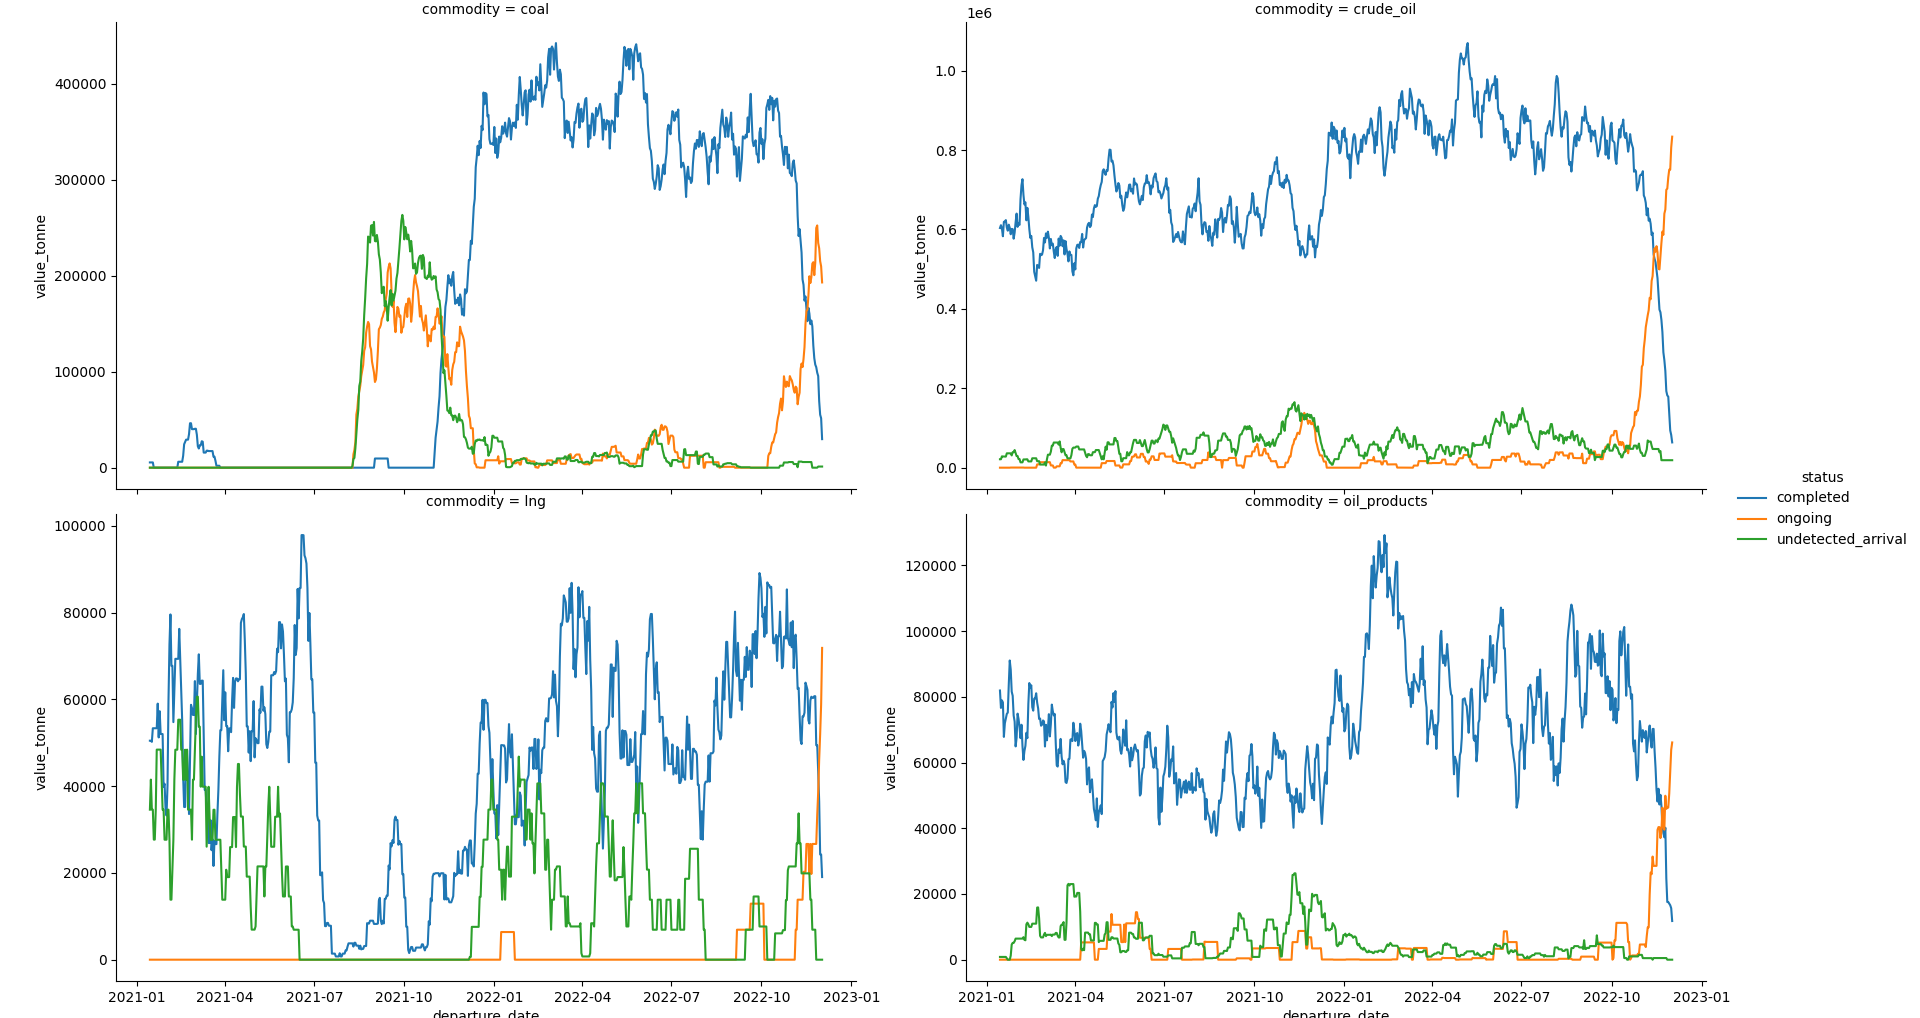 commodity = coal
value_tonne
400000
300000
200000
100000
0
1e6
commodity = crude_oil
value_tonne
1.0
0.8
0.6
0.4
0.2
0.0
status
completed
ongoing
undetected_arrival
commodity = lng
value_tonne
100000
80000
60000
40000
20000
0
2021-01 2021-04 2021-07 2021-10 2022-01 2022-04 2022-07 2022-10 2023-01
departure_date
commodity = oil_products
value_tonne
120000
100000
80000
60000
40000
20000
0
2021-01 2021-04 2021-07 2021-10 2022-01 2022-04 2022-07 2022-10 2023-01
departure_date